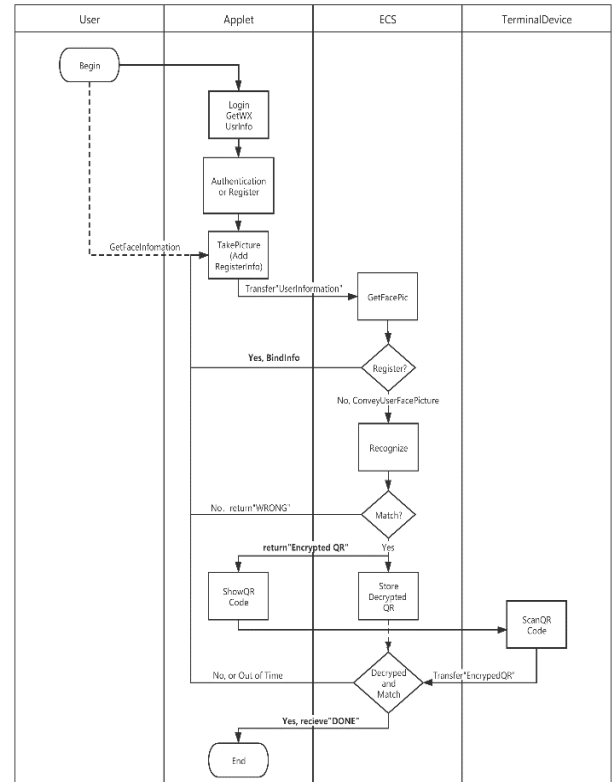 User
Applet
ECS
TerminalDevice
Begin
Login
GetWX
UsrInfo
Authentication
or Register
GetFaceInfomation
TakePicture
(Add
RegisterInfo)
Transfer"UserInformation"
GetFacePic
Yes, BindInfo
Register?
No, ConveyUserFacePicture
Recognize
No, return"WRONG"
Match?
return"Encrypted QR"
Yes
ShowQR
Code
Store
Decrypted
QR
ScanQR
Code
No, or Out of Time
Decryped
and
Match
Transfer"EncrypedQR"
Yes, recieve"DONE"
End